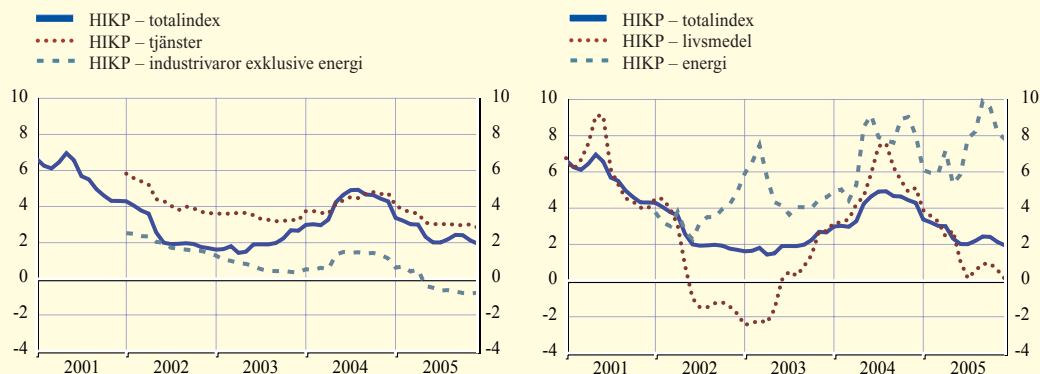 HIKP – totalindex
HIKP – tjänster
HIKP – industrivaror exklusive energi
10 10
8 8
6 6
4 4
2 2
0 0
-2 -2
-4 -4
2001 2002 2003 2004 2005
HIKP – totalindex
HIKP – livsmedel
HIKP – energi
10 10
8 8
6 6
4 4
2 2
0 0
-2 -2
-4 -4
2001 2002 2003 2004 2005